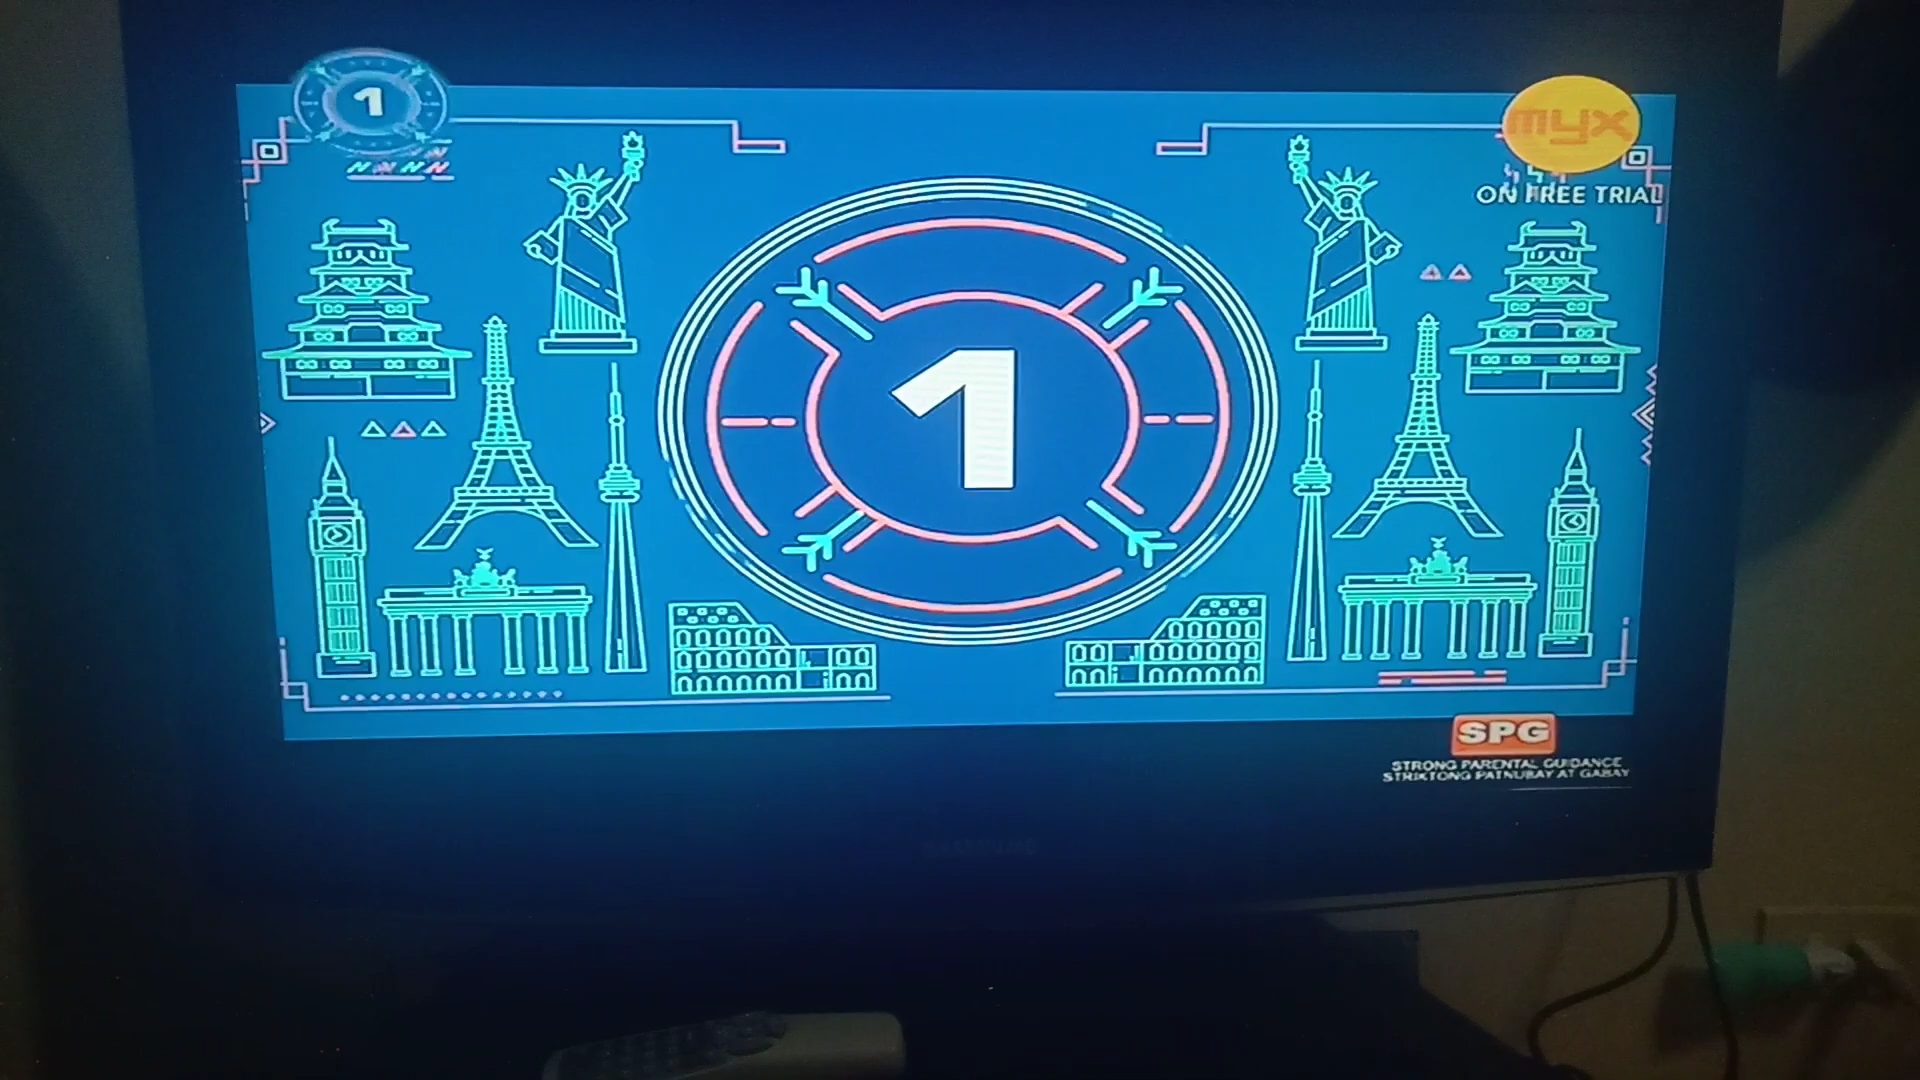 1
myx
ON FREE TRIAL
1
SPG
STRONG PARENTAL GUIDANCE
STRIKTONG PATNUBAY AT GABAY